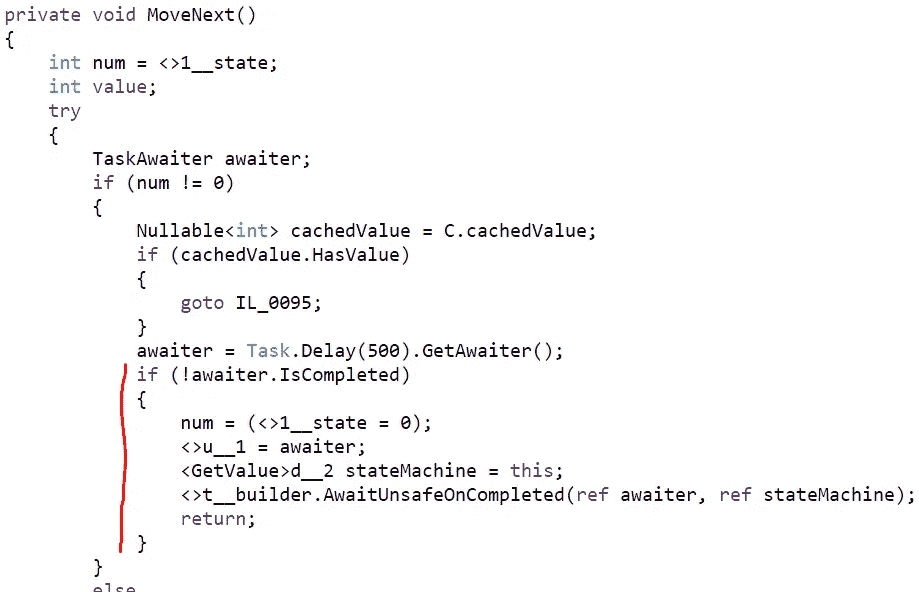 private void MoveNext()
{
    int num = <>1__state;
    int value;
    try
    {
        TaskAwaiter awaiter;
        if (num != 0)
        {
            Nullable<int> cachedValue = C.cachedValue;
            if (cachedValue.HasValue)
            {
                goto IL_0095;
            }
            awaiter = Task.Delay(500).GetAwaiter();
            if (!awaiter.IsCompleted)
            {
                num = (<>1__state = 0);
                <>u__1 = awaiter;
                <GetValue>d__2 stateMachine = this;
                <>t__builder.AwaitUnsafeOnCompleted(ref awaiter, ref stateMachine);
                return;
            }
        }
        else